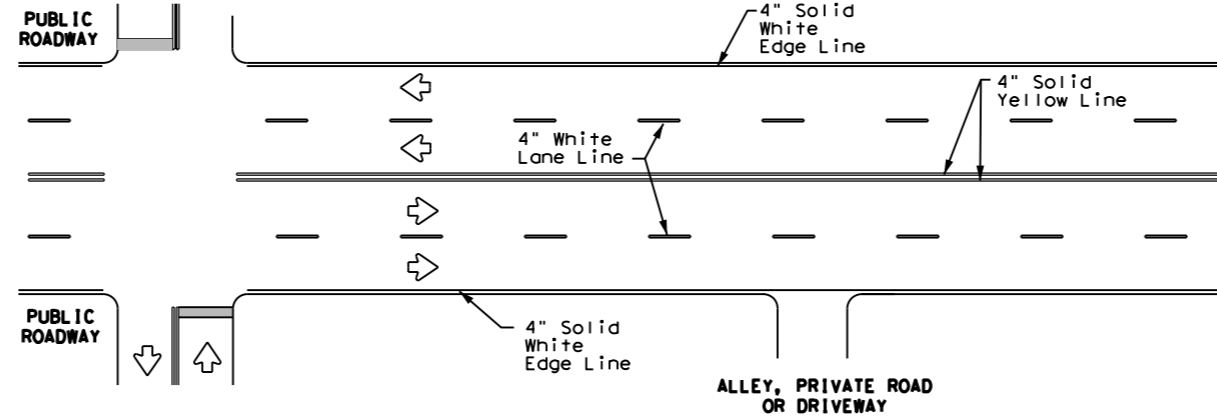 PUBLIC
ROADWAY
4" Solid
White
Edge Line
4" Solid
Yellow Line
4" White
Lane Line
PUBLIC
ROADWAY
4" Solid
White
Edge Line
ALLEY, PRIVATE ROAD
OR DRIVEWAY